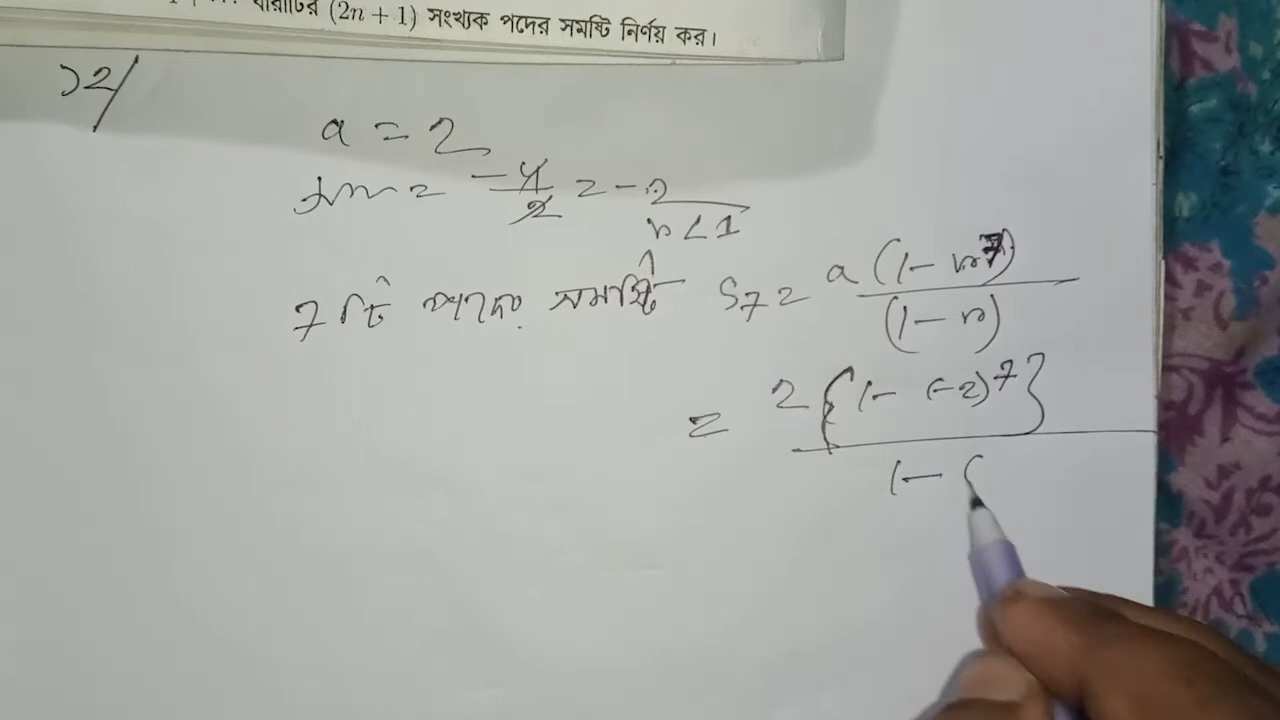 ধারাটির (2n + 1) সংখ্যক পদের সমষ্টি নির্ণয় কর।
১২/
a = 2
= -4/2 = -2
r < 1
7 টি পদের সমষ্টি S7 = a(1 - r^7) / (1 - r)
= 2{1 - (-2)^7} / 1 - (